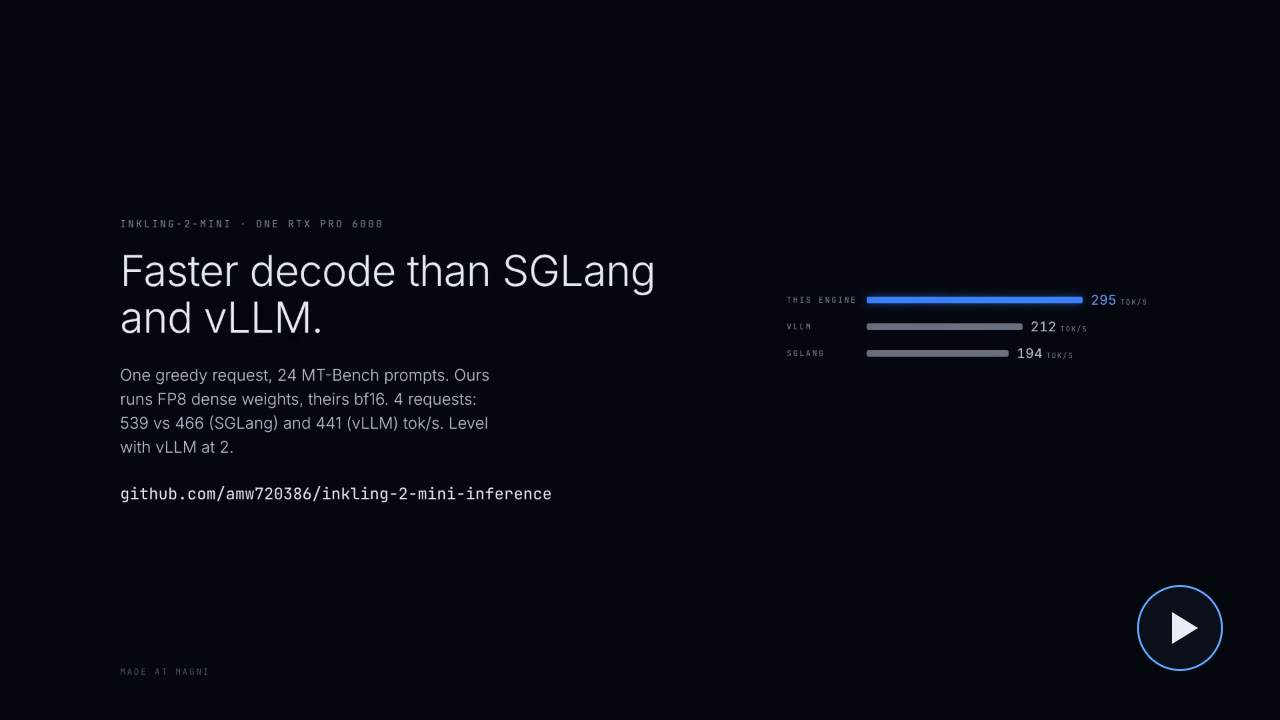 INKLING-2-MINI · ONE RTX PRO 6000
Faster decode than SGLang
and vLLM.
One greedy request, 24 MT-Bench prompts. Ours
runs FP8 dense weights, theirs bf16. 4 requests:
539 vs 466 (SGLang) and 441 (vLLM) tok/s. Level
with vLLM at 2.
github.com/amw720386/inkling-2-mini-inference
THIS ENGINE 295 TOK/S
VLLM 212 TOK/S
SGLANG 194 TOK/S
MADE AT MAGNI